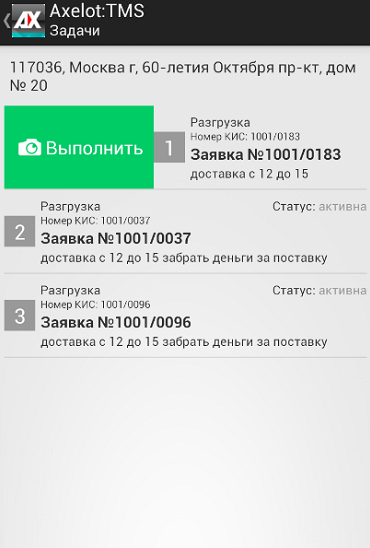 Axelot:TMS
Задачи
117036, Москва г, 60-летия Октября пр-кт, дом
№ 20
Выполнить
1
Разгрузка
Номер КИС: 1001/0183
Заявка №1001/0183
доставка с 12 до 15
Разгрузка Статус: активна
2
Номер КИС: 1001/0037
Заявка №1001/0037
доставка с 12 до 15 забрать деньги за поставку
Разгрузка Статус: активна
3
Номер КИС: 1001/0096
Заявка №1001/0096
доставка с 12 до 15 забрать деньги за поставку